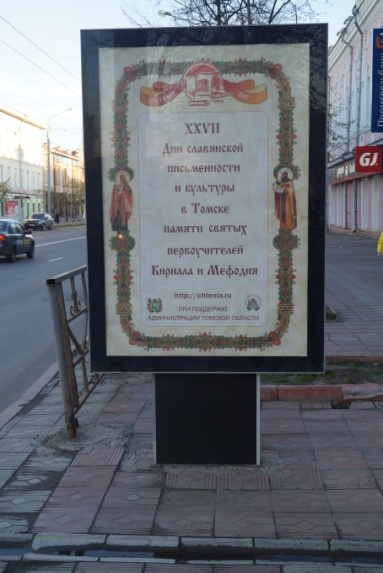 XXVII
Дни славянской
письменности
и культуры
в Томске
памяти святых
первоучителей
Кирилла и Мефодия
http://chtenia.ru
ПРИ ПОДДЕРЖКЕ
АДМИНИСТРАЦИИ ТОМСКОЙ ОБЛАСТИ
GJ